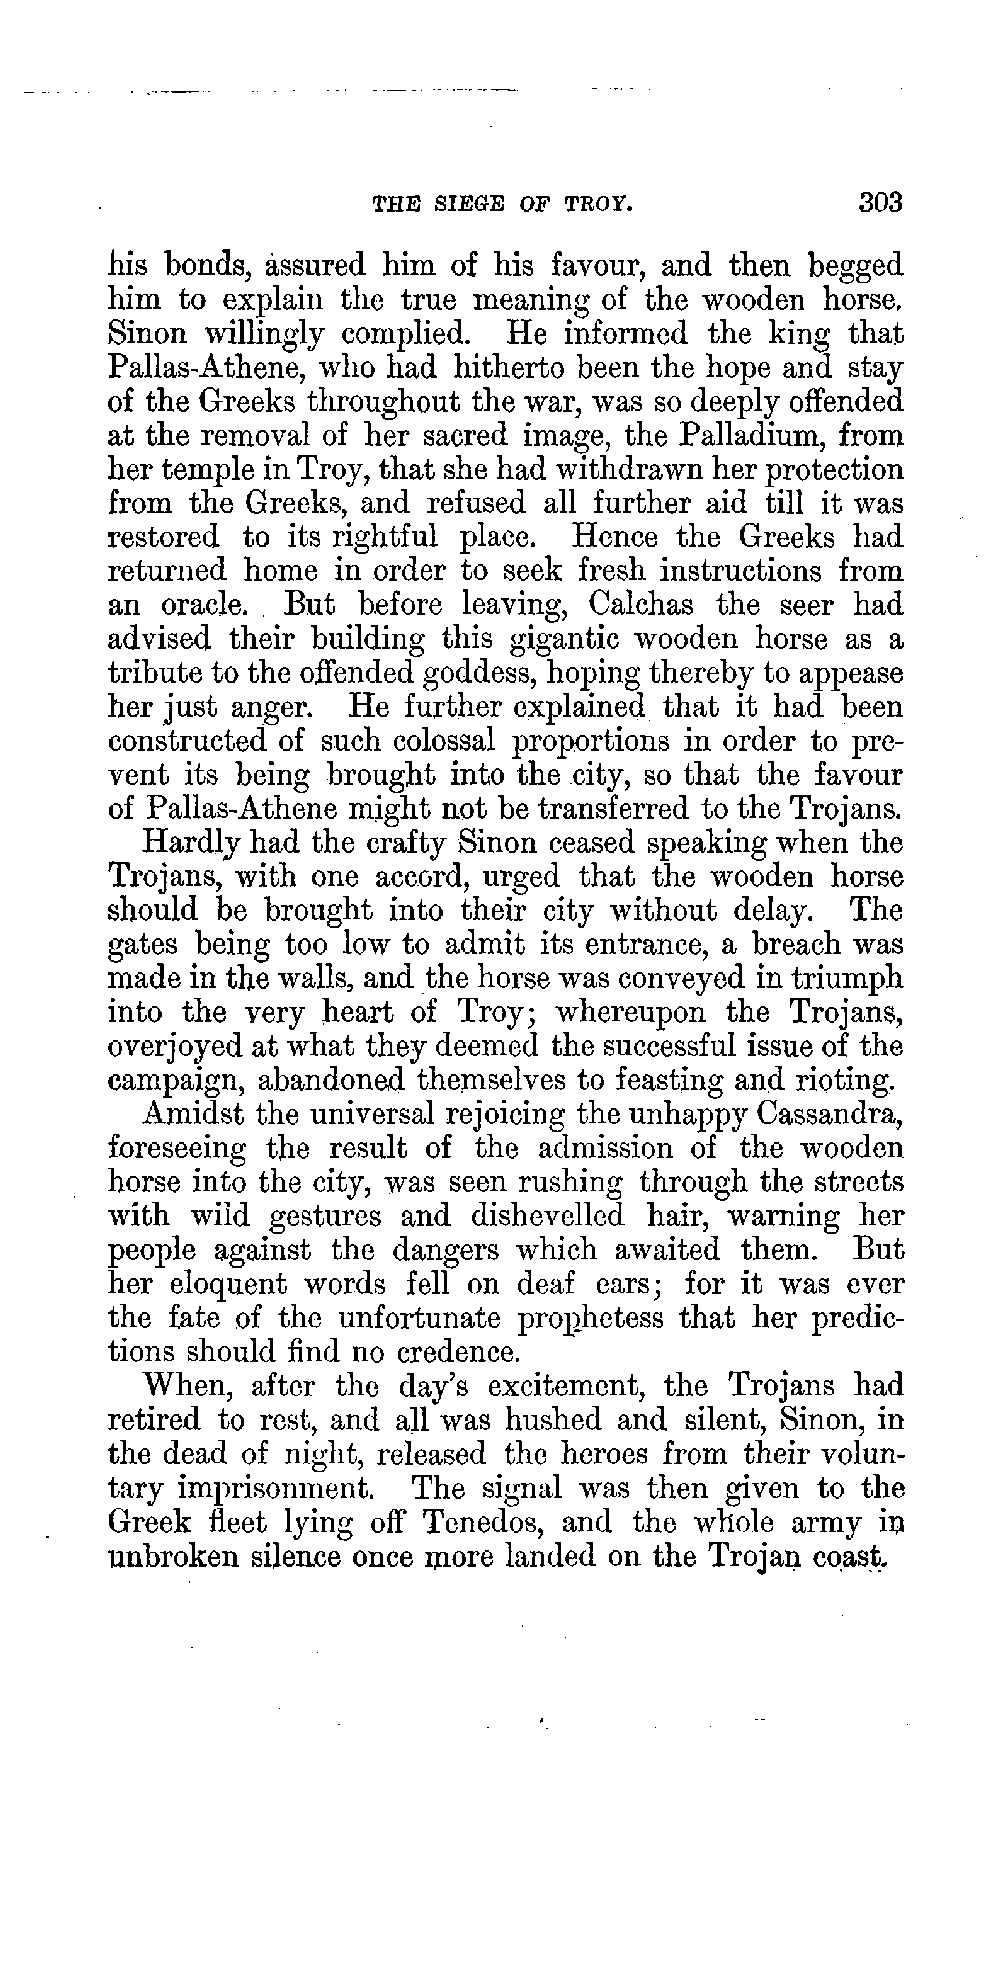 THE SIEGE OF TROY. 303
his bonds, assured him of his favour, and then begged
him to explain the true meaning of the wooden horse.
Sinon willingly complied. He informed the king that
Pallas-Athene, who had hitherto been the hope and stay
of the Greeks throughout the war, was so deeply offended
at the removal of her sacred image, the Palladium, from
her temple in Troy, that she had withdrawn her protection
from the Greeks, and refused all further aid till it was
restored to its rightful place. Hence the Greeks had
returned home in order to seek fresh instructions from
an oracle. But before leaving, Calchas the seer had
advised their building this gigantic wooden horse as a
tribute to the offended goddess, hoping thereby to appease
her just anger. He further explained that it had been
constructed of such colossal proportions in order to pre-
vent its being brought into the city, so that the favour
of Pallas-Athene might not be transferred to the Trojans.
Hardly had the crafty Sinon ceased speaking when the
Trojans, with one accord, urged that the wooden horse
should be brought into their city without delay. The
gates being too low to admit its entrance, a breach was
made in the walls, and the horse was conveyed in triumph
into the very heart of Troy; whereupon the Trojans,
overjoyed at what they deemed the successful issue of the
campaign, abandoned themselves to feasting and rioting.
Amidst the universal rejoicing the unhappy Cassandra,
foreseeing the result of the admission of the wooden
horse into the city, was seen rushing through the streets
with wild gestures and dishevelled hair, warning her
people against the dangers which awaited them. But
her eloquent words fell on deaf ears; for it was ever
the fate of the unfortunate prophetess that her predic-
tions should find no credence.
When, after the day's excitement, the Trojans had
retired to rest, and all was hushed and silent, Sinon, in
the dead of night, released the heroes from their volun-
tary imprisonment. The signal was then given to the
Greek fleet lying off Tenedos, and the whole army in
unbroken silence once more landed on the Trojan coast.